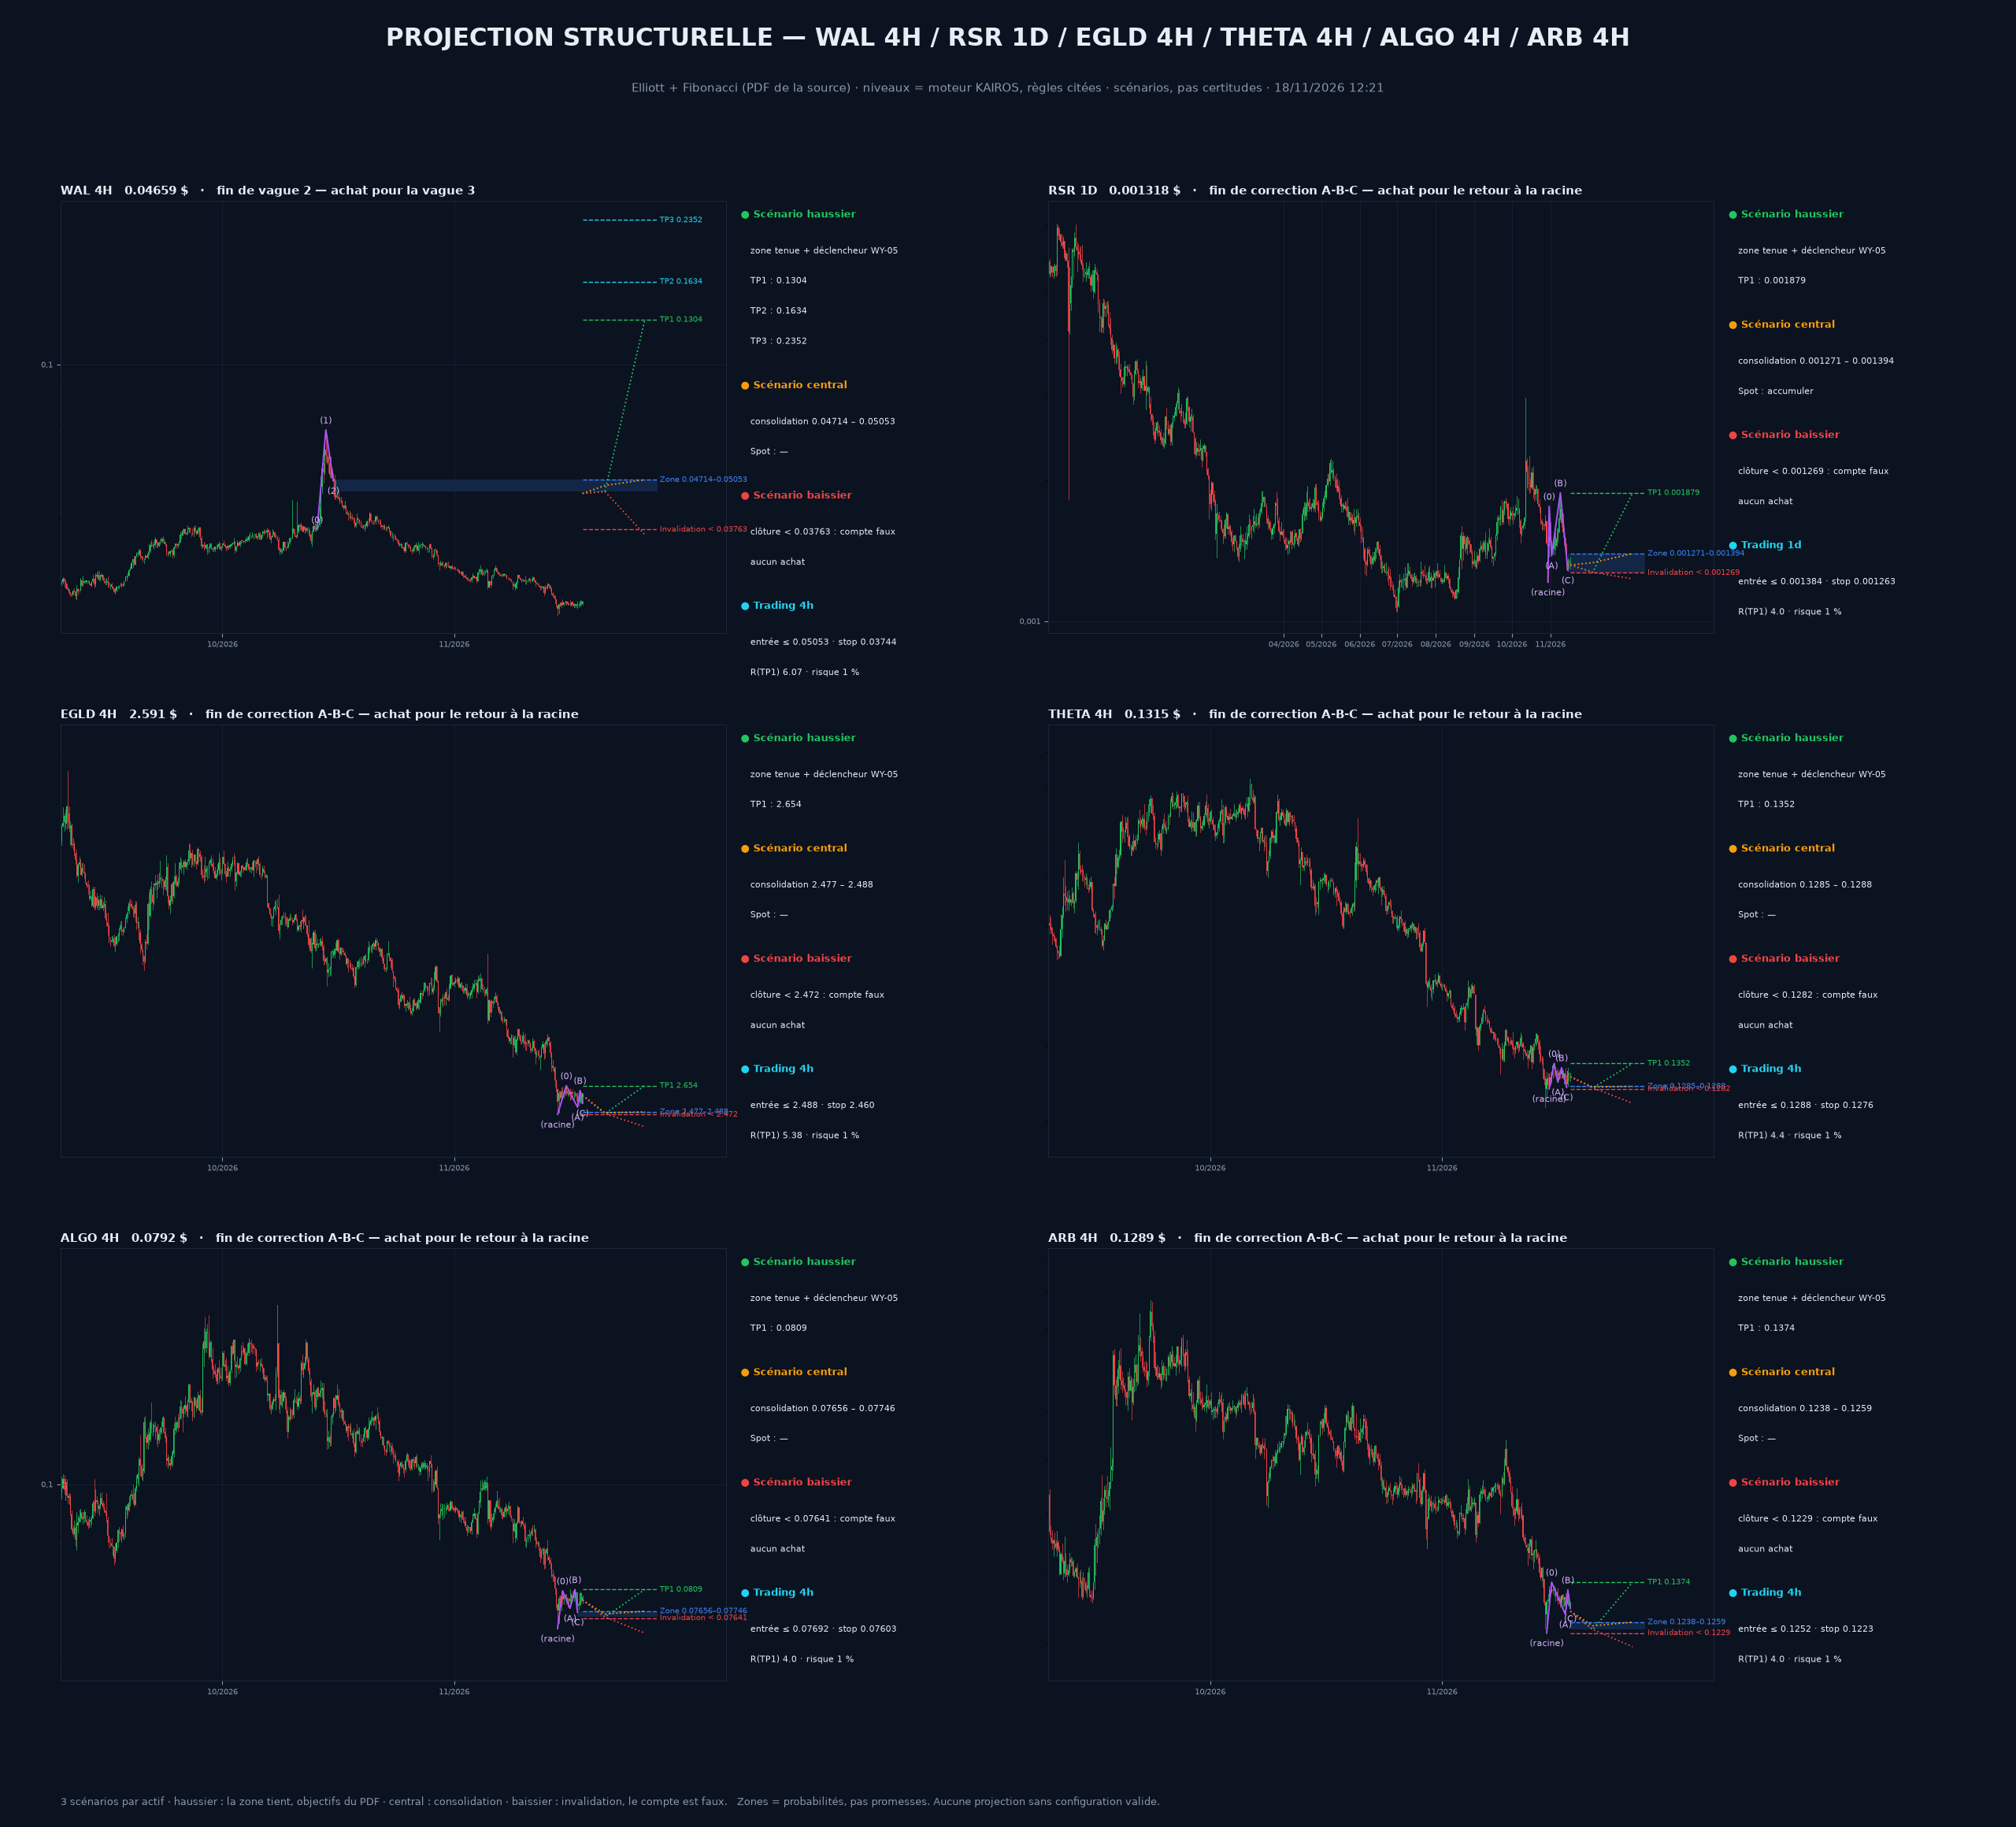 PROJECTION STRUCTURELLE — WAL 4H / RSR 1D / EGLD 4H / THETA 4H / ALGO 4H / ARB 4H
Elliott + Fibonacci (PDF de la source) · niveaux = moteur KAIROS, règles citées · scénarios, pas certitudes · 18/11/2026 12:21
WAL 4H 0.04659 $ · fin de vague 2 — achat pour la vague 3
TP3 0.2352
TP2 0.1634
TP1 0.1304
0,1
(1)
(2)
(0)
Zone 0.04714–0.05053
Invalidation < 0.03763
10/2026
11/2026
● Scénario haussier
zone tenue + déclencheur WY-05
TP1 : 0.1304
TP2 : 0.1634
TP3 : 0.2352
● Scénario central
consolidation 0.04714 – 0.05053
Spot : —
● Scénario baissier
clôture < 0.03763 : compte faux
aucun achat
● Trading 4h
entrée ≤ 0.05053 · stop 0.03744
R(TP1) 6.07 · risque 1 %
RSR 1D 0.001318 $ · fin de correction A-B-C — achat pour le retour à la racine
(B)
(0)
(A)
(C)
(racine)
TP1 0.001879
Zone 0.001271–0.001394
Invalidation < 0.001269
0,001
04/2026 05/2026 06/2026 07/2026 08/2026 09/2026 10/2026 11/2026
● Scénario haussier
zone tenue + déclencheur WY-05
TP1 : 0.001879
● Scénario central
consolidation 0.001271 – 0.001394
Spot : accumuler
● Scénario baissier
clôture < 0.001269 : compte faux
aucun achat
● Trading 1d
entrée ≤ 0.001384 · stop 0.001263
R(TP1) 4.0 · risque 1 %
EGLD 4H 2.591 $ · fin de correction A-B-C — achat pour le retour à la racine
(0)
(B)
(C)
(A)
(racine)
TP1 2.654
Zone 2.477–2.488
Invalidation < 2.472
10/2026
11/2026
● Scénario haussier
zone tenue + déclencheur WY-05
TP1 : 2.654
● Scénario central
consolidation 2.477 – 2.488
Spot : —
● Scénario baissier
clôture < 2.472 : compte faux
aucun achat
● Trading 4h
entrée ≤ 2.488 · stop 2.460
R(TP1) 5.38 · risque 1 %
THETA 4H 0.1315 $ · fin de correction A-B-C — achat pour le retour à la racine
(0)
(B)
(A)
(C)
(racine)
TP1 0.1352
Zone 0.1285–0.1288
Invalidation < 0.1282
10/2026
11/2026
● Scénario haussier
zone tenue + déclencheur WY-05
TP1 : 0.1352
● Scénario central
consolidation 0.1285 – 0.1288
Spot : —
● Scénario baissier
clôture < 0.1282 : compte faux
aucun achat
● Trading 4h
entrée ≤ 0.1288 · stop 0.1276
R(TP1) 4.4 · risque 1 %
ALGO 4H 0.0792 $ · fin de correction A-B-C — achat pour le retour à la racine
0,1
(0)
(B)
(A)
(C)
(racine)
TP1 0.0809
Zone 0.07656–0.07746
Invalidation < 0.07641
10/2026
11/2026
● Scénario haussier
zone tenue + déclencheur WY-05
TP1 : 0.0809
● Scénario central
consolidation 0.07656 – 0.07746
Spot : —
● Scénario baissier
clôture < 0.07641 : compte faux
aucun achat
● Trading 4h
entrée ≤ 0.07692 · stop 0.07603
R(TP1) 4.0 · risque 1 %
ARB 4H 0.1289 $ · fin de correction A-B-C — achat pour le retour à la racine
(0)
(B)
(C)
(A)
(racine)
TP1 0.1374
Zone 0.1238–0.1259
Invalidation < 0.1229
10/2026
11/2026
● Scénario haussier
zone tenue + déclencheur WY-05
TP1 : 0.1374
● Scénario central
consolidation 0.1238 – 0.1259
Spot : —
● Scénario baissier
clôture < 0.1229 : compte faux
aucun achat
● Trading 4h
entrée ≤ 0.1252 · stop 0.1223
R(TP1) 4.0 · risque 1 %
3 scénarios par actif · haussier : la zone tient, objectifs du PDF · central : consolidation · baissier : invalidation, le compte est faux. Zones = probabilités, pas promesses. Aucune projection sans configuration valide.